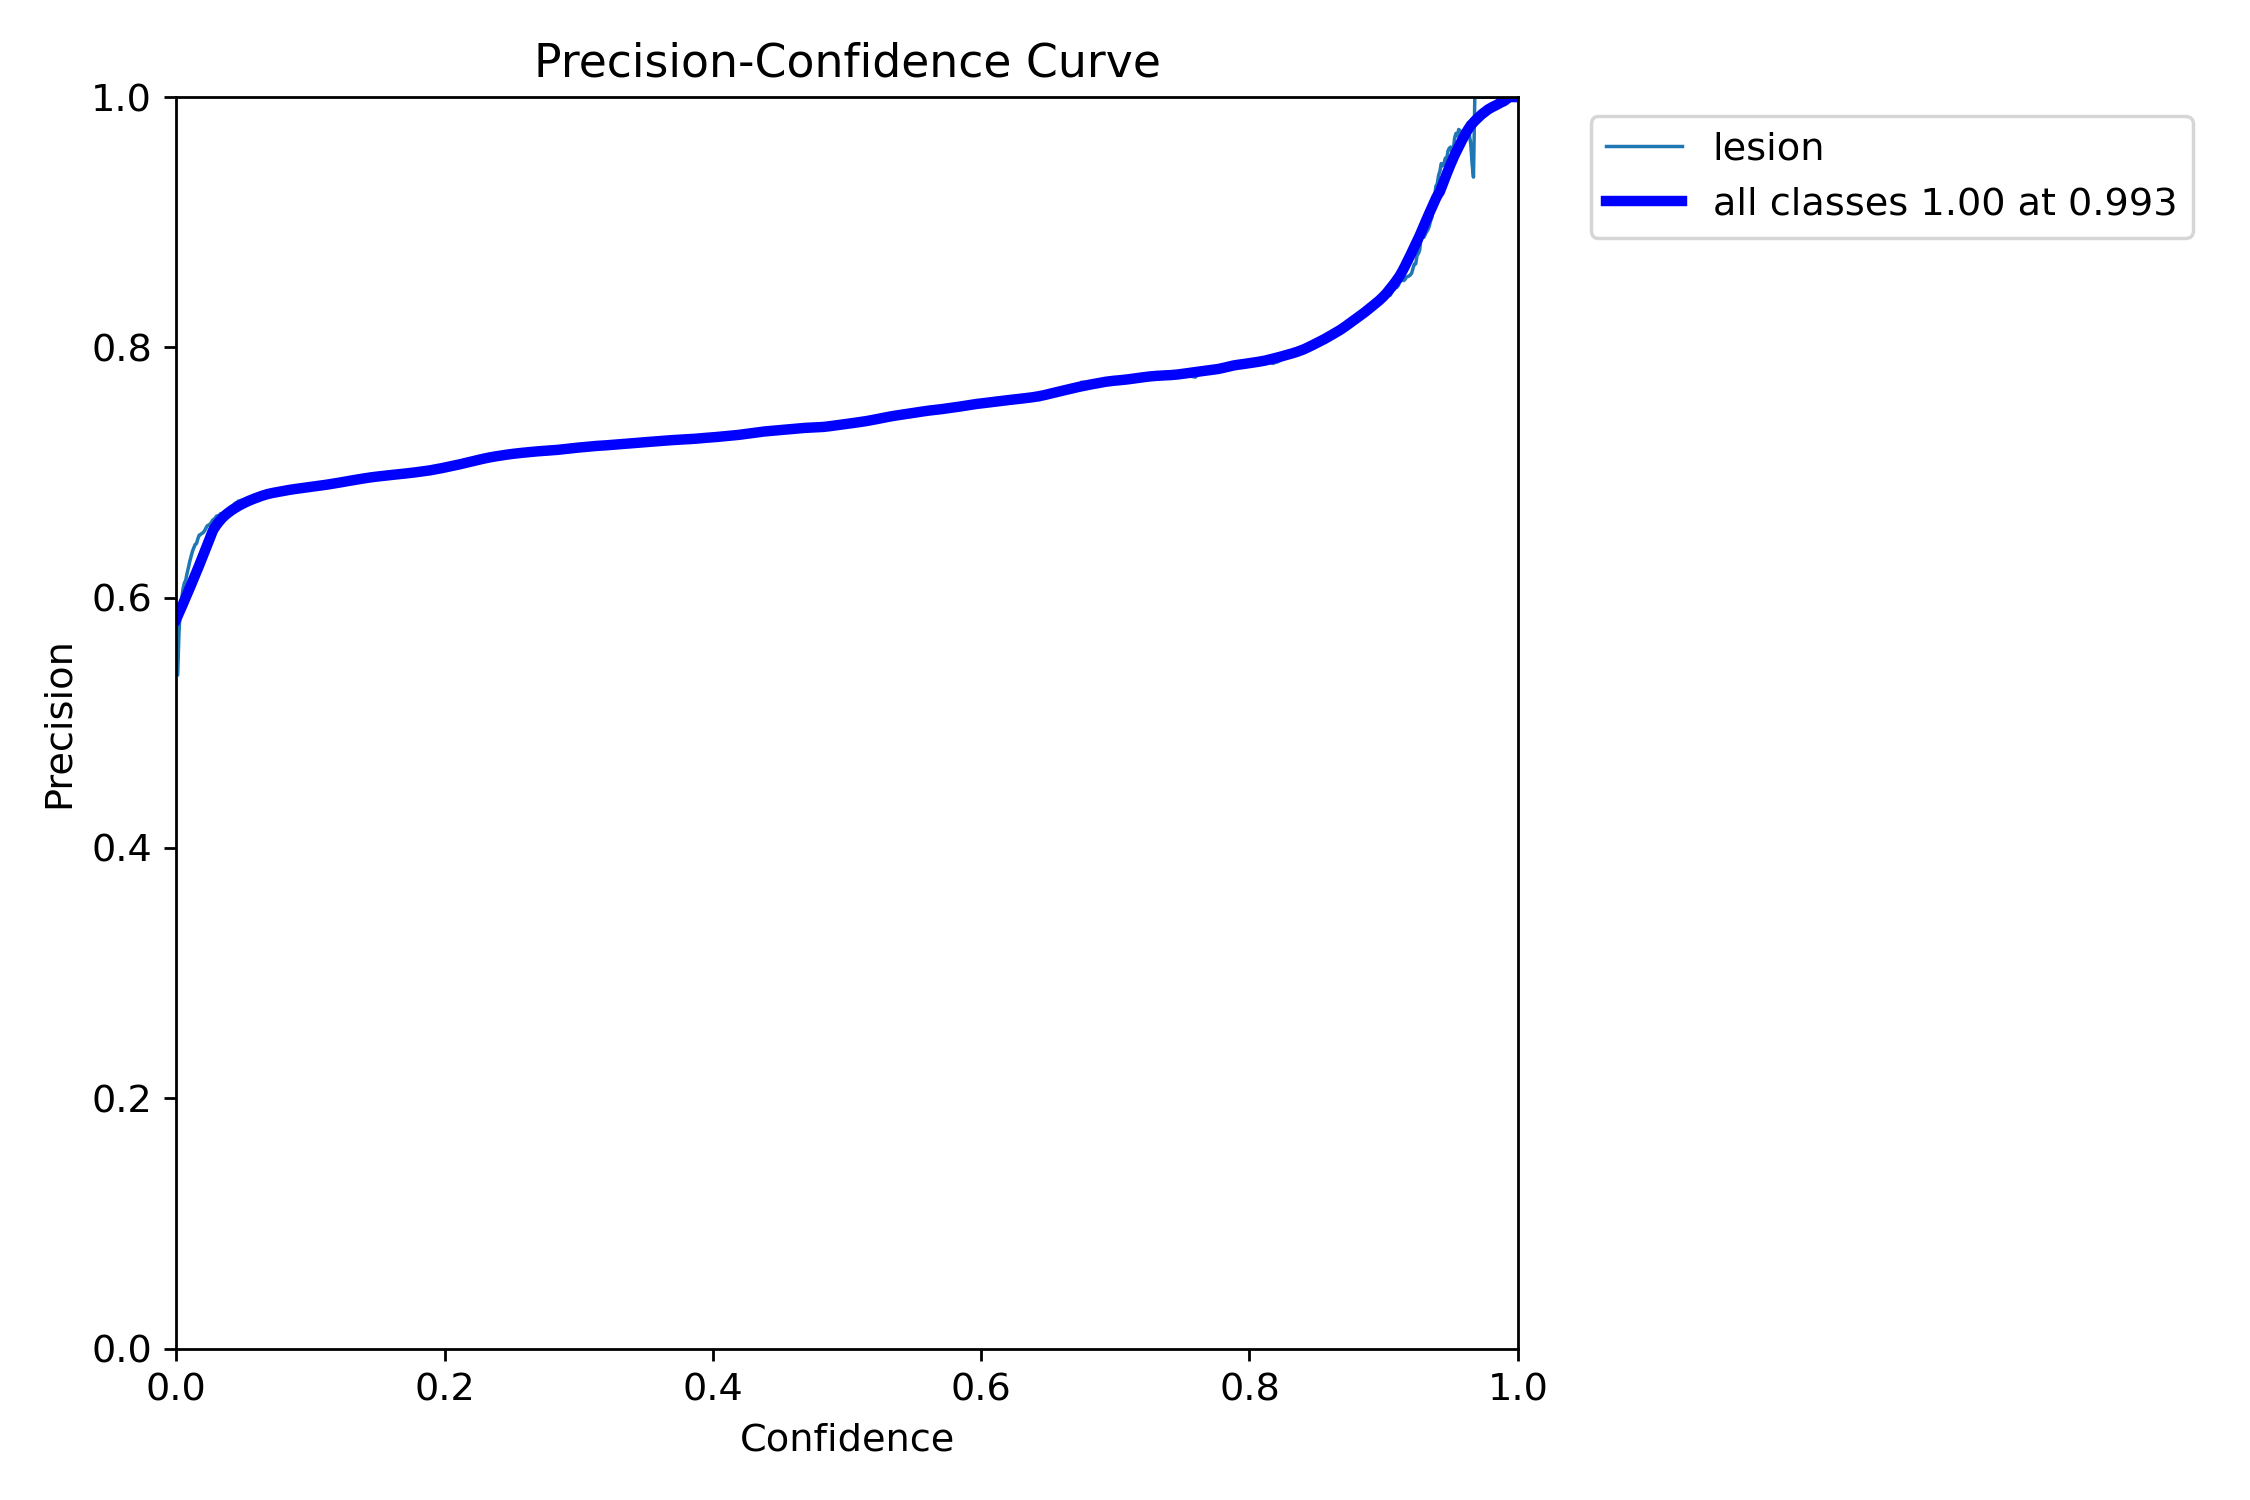 Precision-Confidence Curve
1.0
0.8
0.6
0.4
0.2
0.0
Precision
0.0 0.2 0.4 0.6 0.8 1.0
Confidence
lesion
all classes 1.00 at 0.993